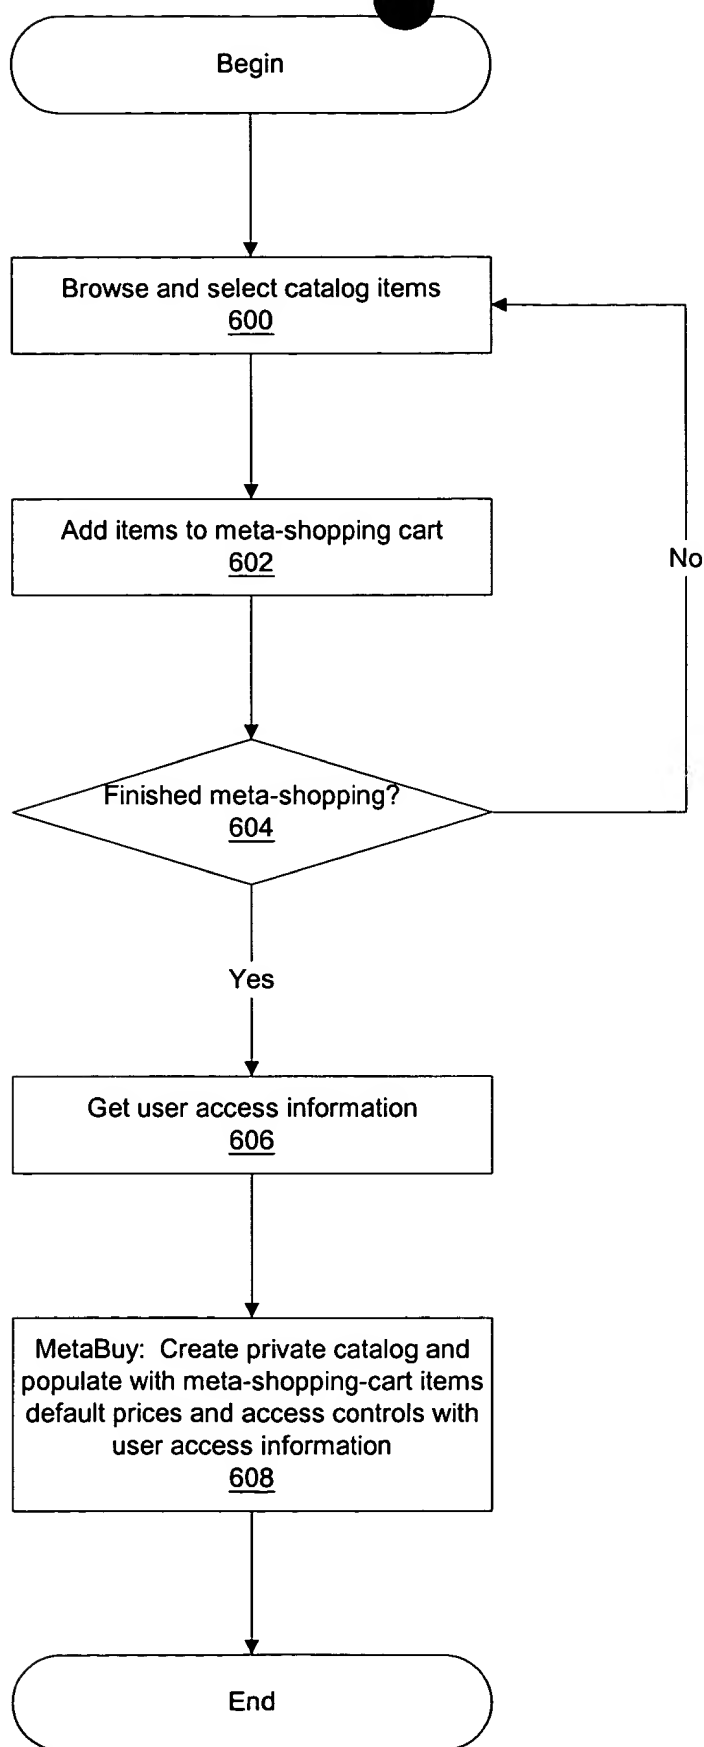 Begin
Browse and select catalog items
600
Add items to meta-shopping cart
602
No
Finished meta-shopping?
604
Yes
Get user access information
606
MetaBuy: Create private catalog and
populate with meta-shopping-cart items
default prices and access controls with
user access information
608
End